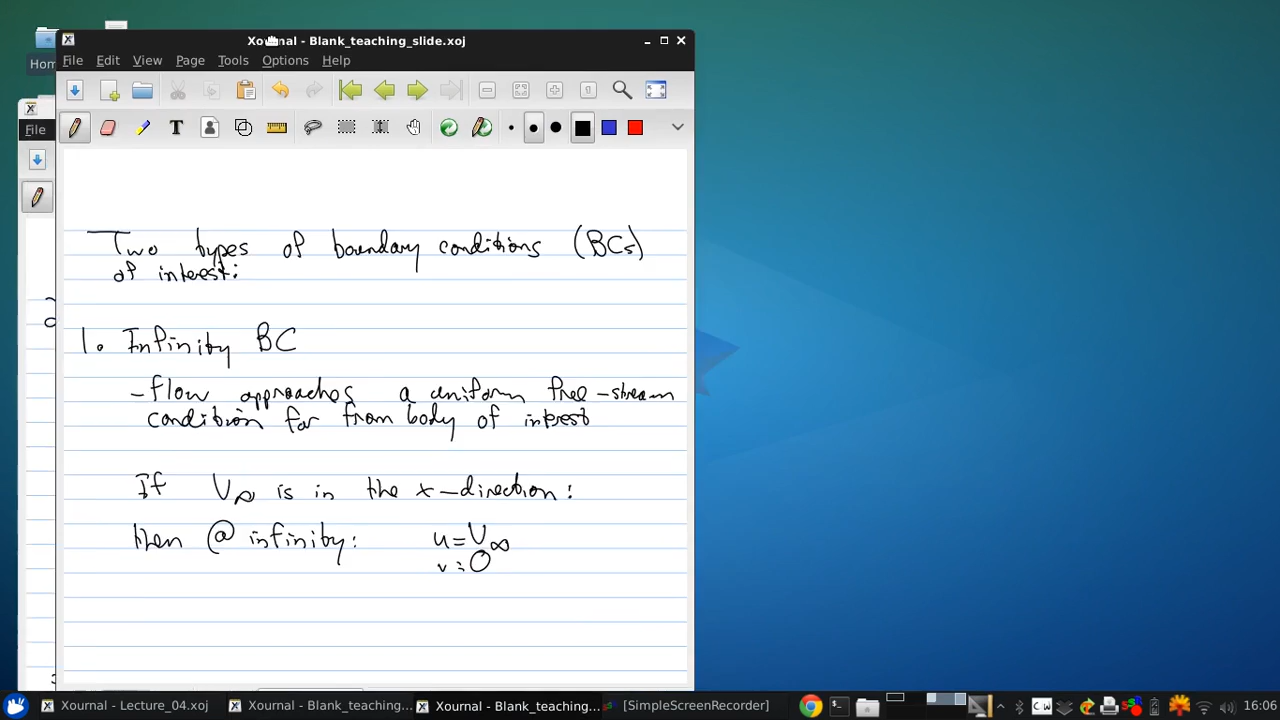 Xournal - Blank_teaching_slide.xoj
Hom
File Edit View Page Tools Options Help
File
Two types of boundary conditions (BCs)
of interest:
1. Infinity BC
- flow approaches a uniform free-stream
condition far from body of interest
If V∞ is in the x-direction:
then @ infinity: u=V∞
v=0
Xournal - Lecture_04.xoj
Xournal - Blank_teaching...
Xournal - Blank_teaching...
[SimpleScreenRecorder]
16:06